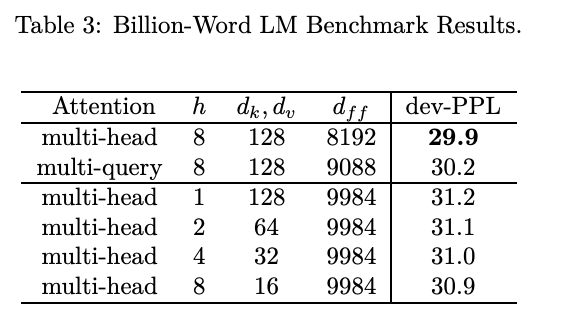 Table 3: Billion-Word LM Benchmark Results.
Attention h d_k, d_v d_ff dev-PPL
multi-head 8 128 8192 29.9
multi-query 8 128 9088 30.2
multi-head 1 128 9984 31.2
multi-head 2 64 9984 31.1
multi-head 4 32 9984 31.0
multi-head 8 16 9984 30.9